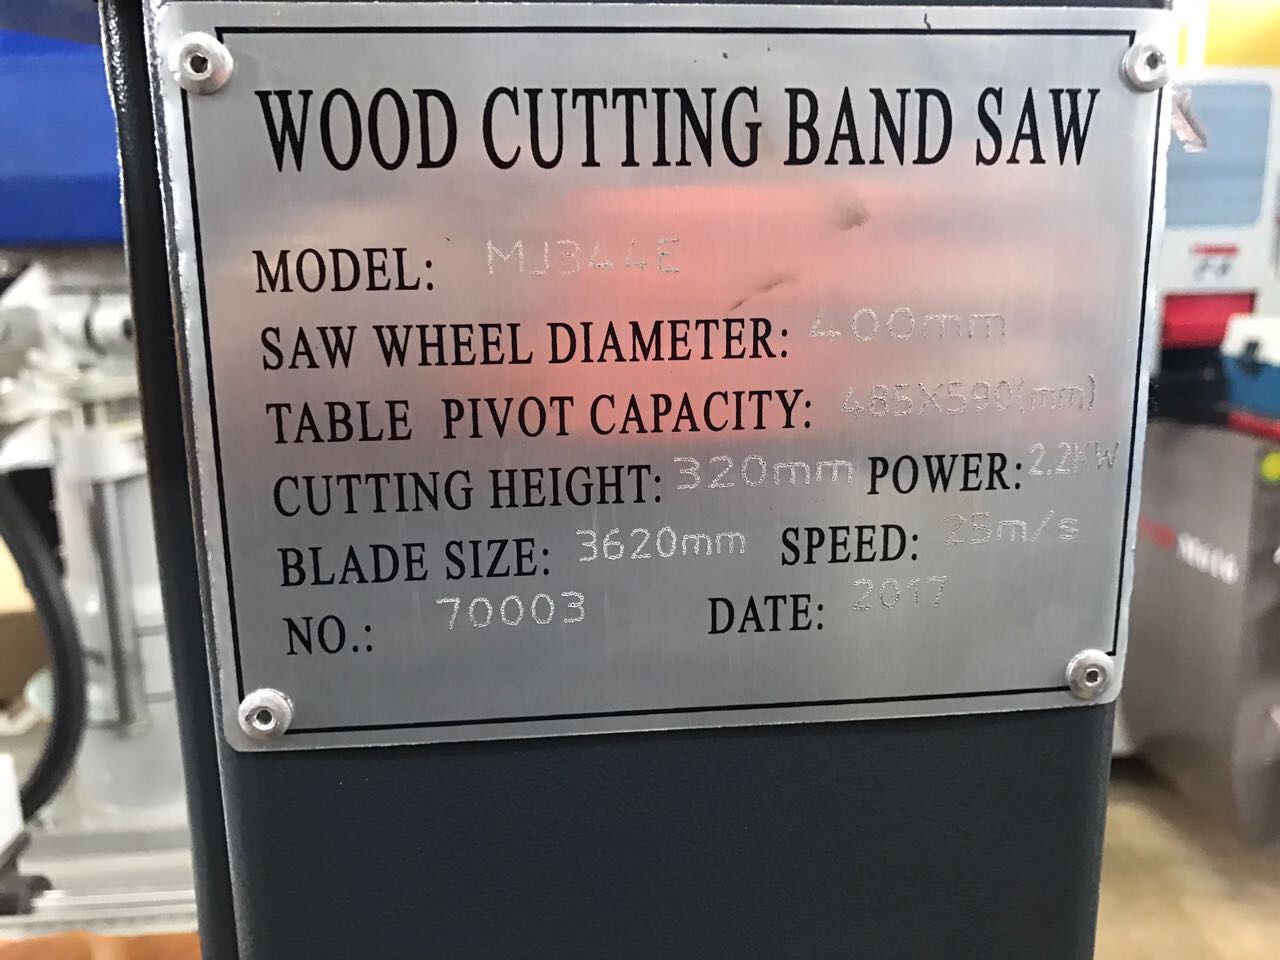 WOOD CUTTING BAND SAW
MODEL: MJ344E
SAW WHEEL DIAMETER: 400mm
TABLE PIVOT CAPACITY: 485X590(mm)
CUTTING HEIGHT: 320mm POWER: 2.2KW
BLADE SIZE: 3620mm SPEED: 25m/s
NO.: 70003 DATE: 2017